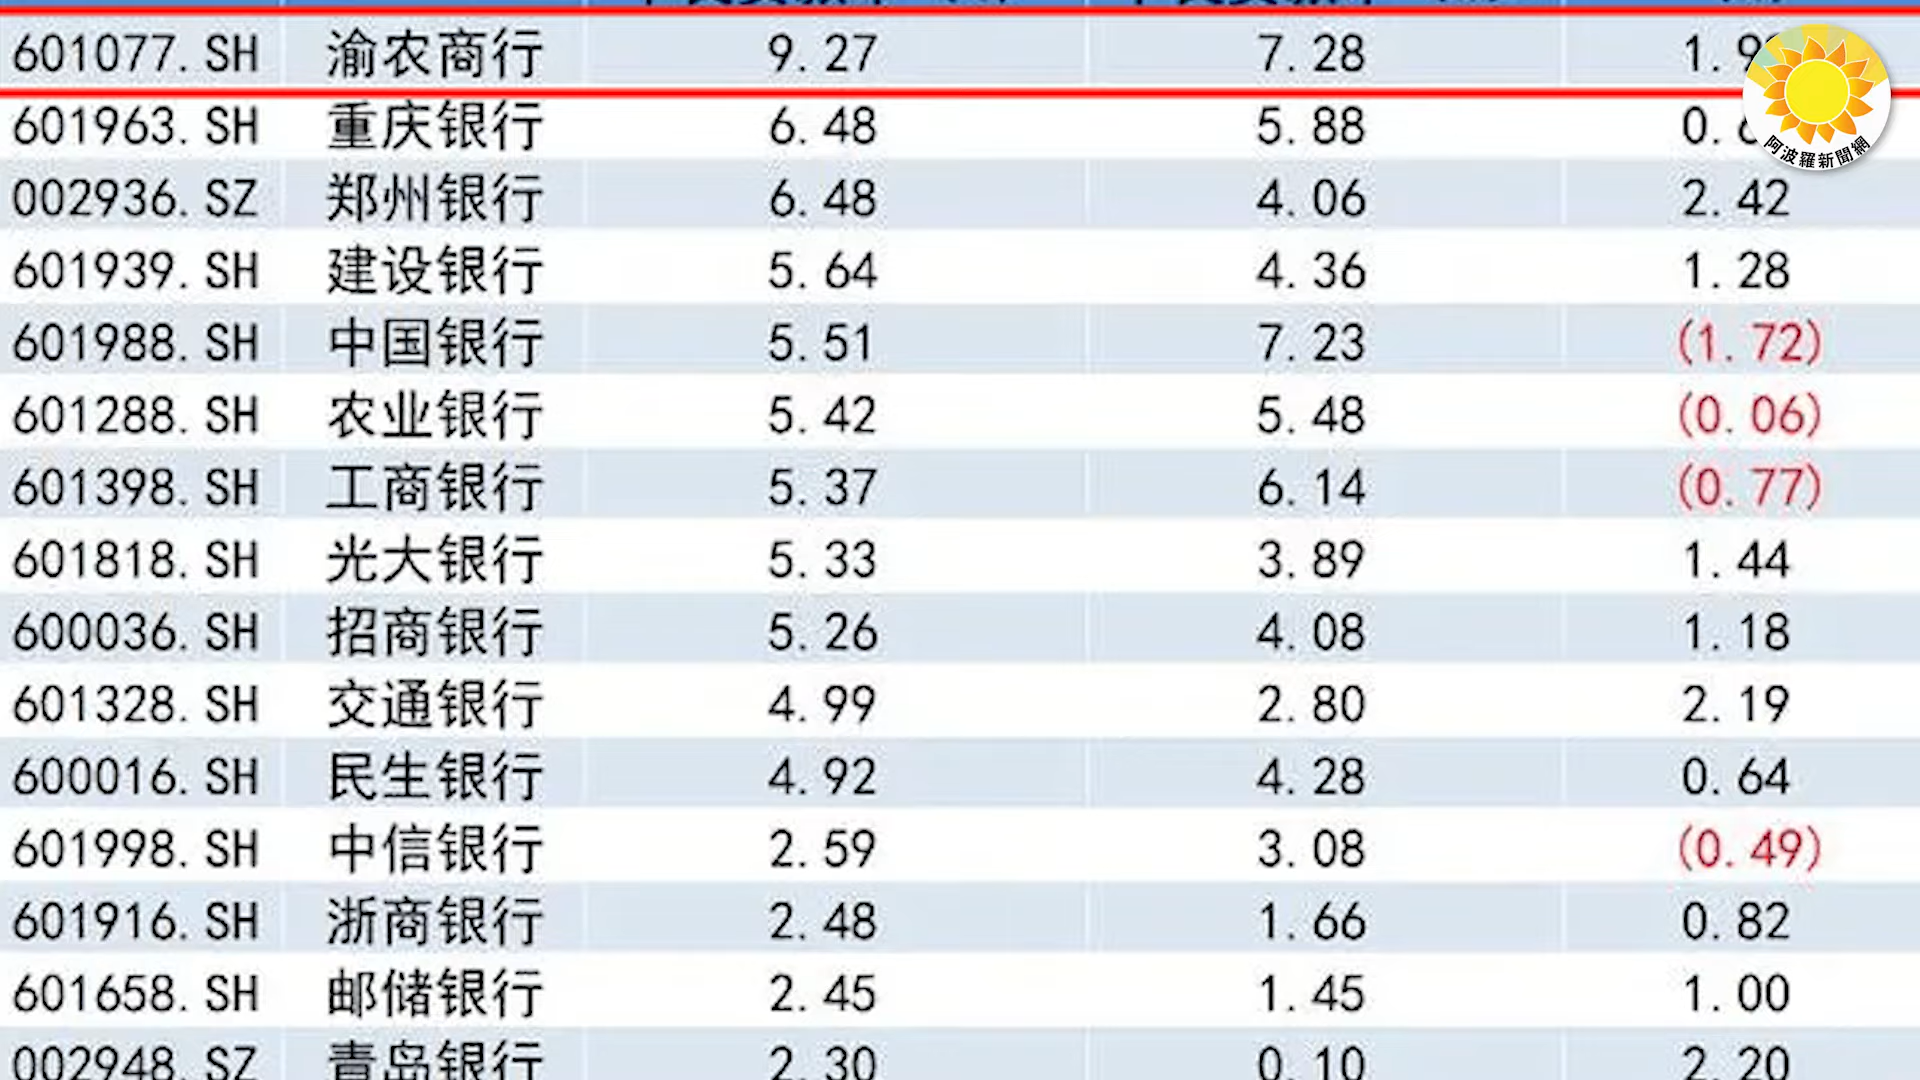 601077.SH 渝农商行 9.27 7.28 1.9
601963.SH 重庆银行 6.48 5.88 0.6
002936.SZ 郑州银行 6.48 4.06 2.42
601939.SH 建设银行 5.64 4.36 1.28
601988.SH 中国银行 5.51 7.23 (1.72)
601288.SH 农业银行 5.42 5.48 (0.06)
601398.SH 工商银行 5.37 6.14 (0.77)
601818.SH 光大银行 5.33 3.89 1.44
600036.SH 招商银行 5.26 4.08 1.18
601328.SH 交通银行 4.99 2.80 2.19
600016.SH 民生银行 4.92 4.28 0.64
601998.SH 中信银行 2.59 3.08 (0.49)
601916.SH 浙商银行 2.48 1.66 0.82
601658.SH 邮储银行 2.45 1.45 1.00
002948.SZ 青岛银行 2.30 0.10 2.20
阿波羅新聞網